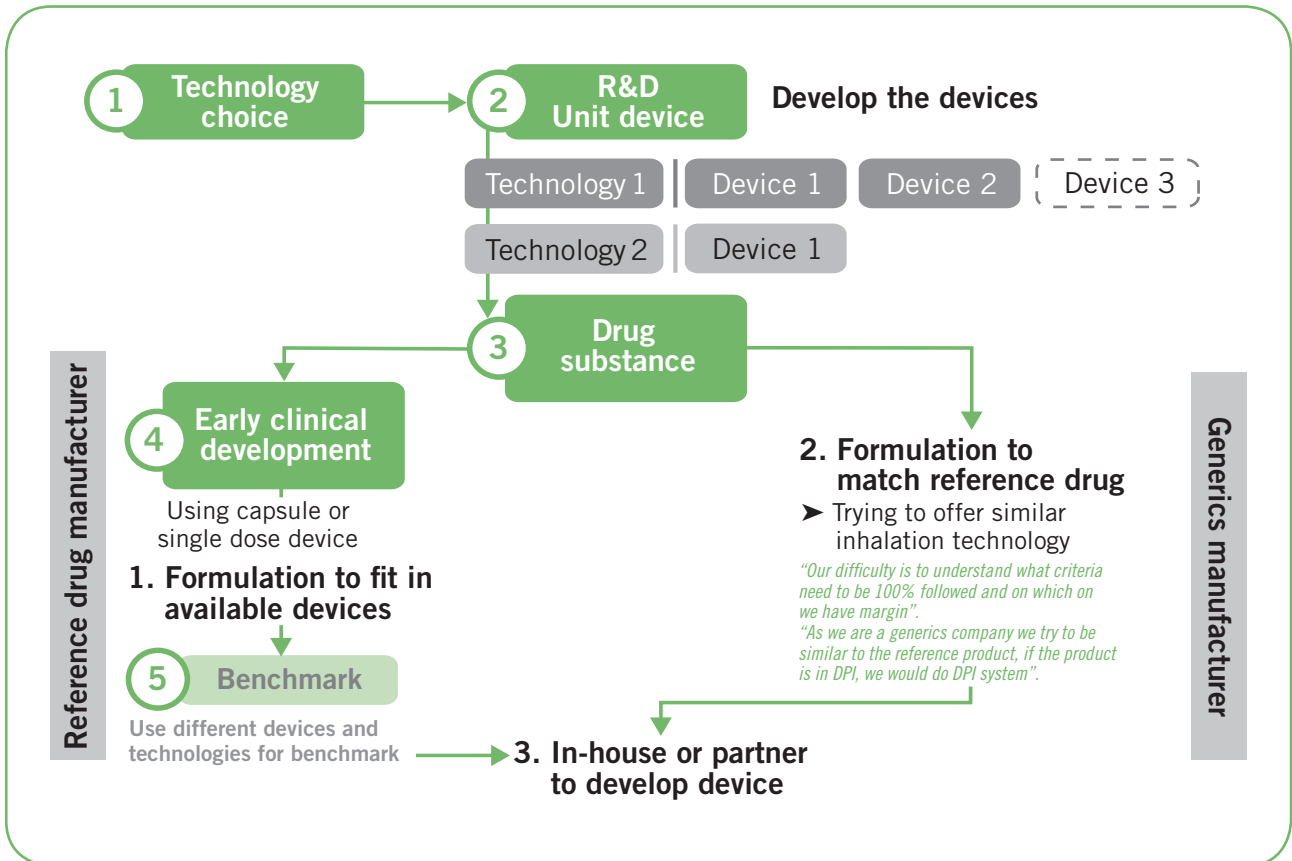 1
Technology
choice
2
R&D
Unit device
Develop the devices
Technology 1
Device 1
Device 2
Device 3
Technology 2
Device 1
3
Drug
substance
Reference drug manufacturer
4
Early clinical
development
Using capsule or
single dose device
1. Formulation to fit in
available devices
5
Benchmark
Use different devices and
technologies for benchmark
2. Formulation to
match reference drug
➤ Trying to offer similar
inhalation technology
“Our difficulty is to understand what criteria
need to be 100% followed and on which on
we have margin”.
“As we are a generics company we try to be
similar to the reference product, if the product
is in DPI, we would do DPI system”.
Generics manufacturer
3. In-house or partner
to develop device